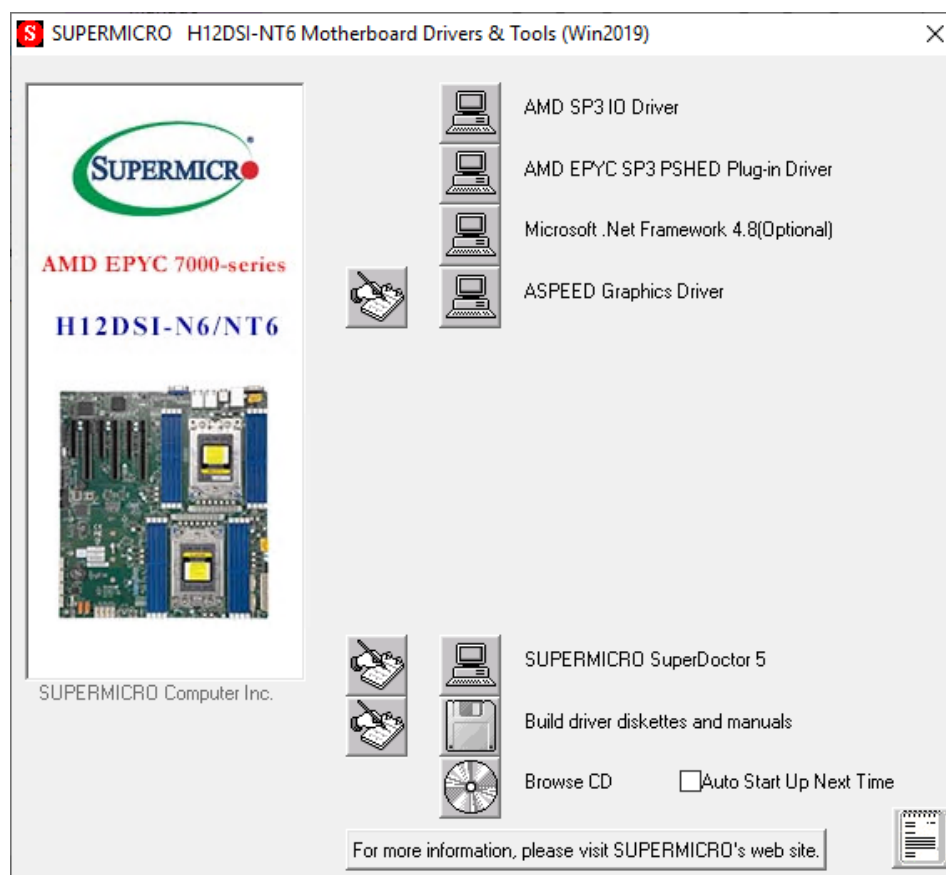 S SUPERMICRO H12DSI-NT6 Motherboard Drivers & Tools (Win2019)
SUPERMICR
AMD EPYC 7000-series
H12DSI-N6/NT6
SUPERMICRO Computer Inc.
AMD SP3 IO Driver
AMD EPYC SP3 PSHED Plug-in Driver
Microsoft .Net Framework 4.8(Optional)
ASPEED Graphics Driver
SUPERMICRO SuperDoctor 5
Build driver diskettes and manuals
Browse CD Auto Start Up Next Time
For more information, please visit SUPERMICRO's web site.